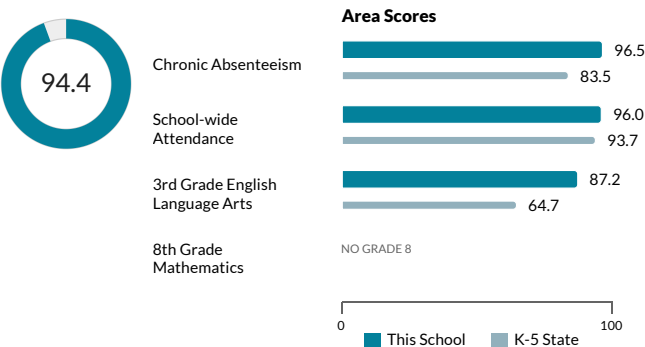 Area Scores
94.4
Chronic Absenteeism
96.5
83.5
School-wide
Attendance
96.0
93.7
3rd Grade English
Language Arts
87.2
64.7
8th Grade
Mathematics
NO GRADE 8
0
100
This School
K-5 State